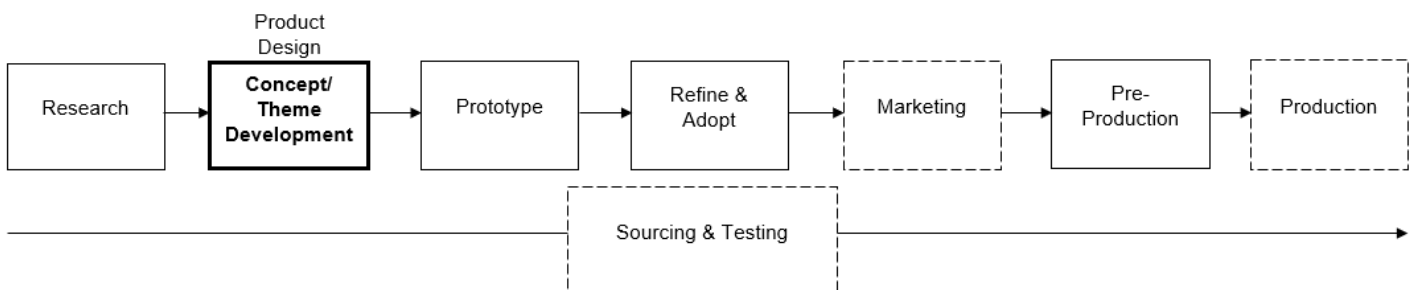 Product
Design
Research
Concept/
Theme
Development
Prototype
Refine &
Adopt
Marketing
Pre-
Production
Production
Sourcing & Testing